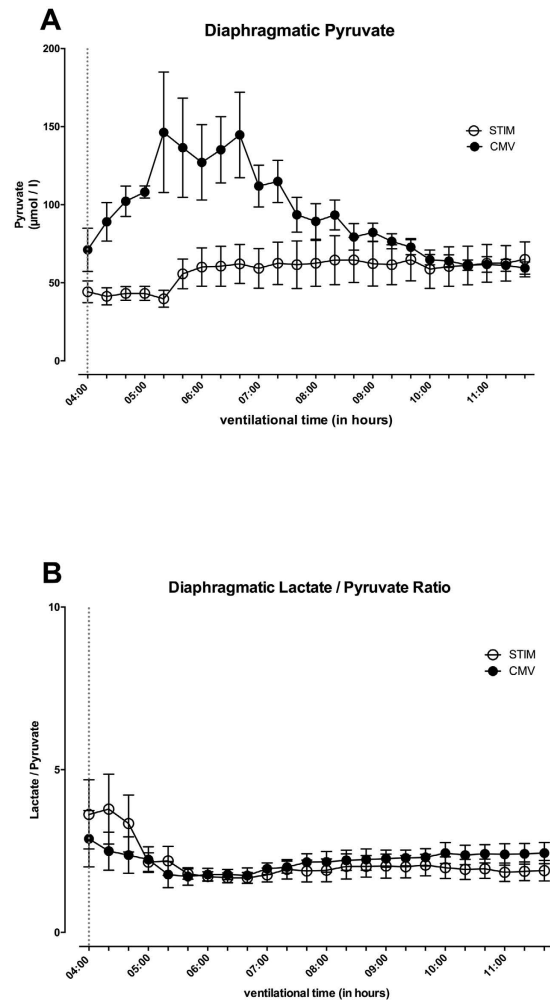 A
Diaphragmatic Pyruvate
200
150
100
50
0
Pyruvate
(µmol / l)
STIM
CMV
04:00
05:00
06:00
07:00
08:00
09:00
10:00
11:00
ventilational time (in hours)
B
Diaphragmatic Lactate / Pyruvate Ratio
10
5
0
Lactate / Pyruvate
STIM
CMV
04:00
05:00
06:00
07:00
08:00
09:00
10:00
11:00
ventilational time (in hours)